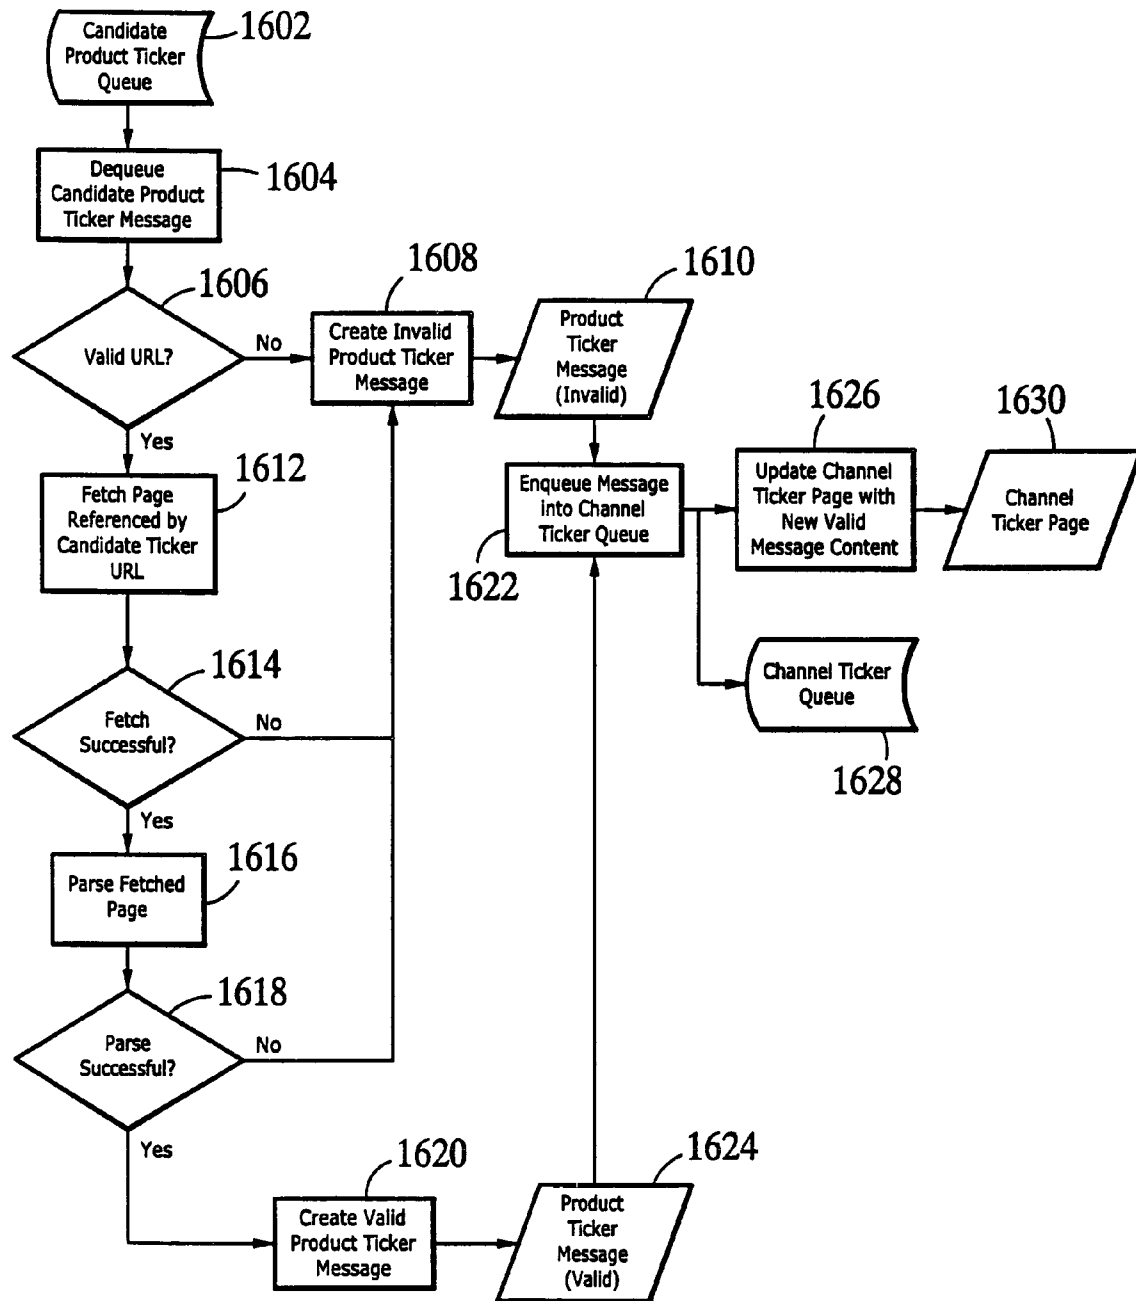 Candidate
Product Ticker
Queue
1602
Dequeue
Candidate Product
Ticker Message
1604
Valid URL?
1606
No
Yes
Create Invalid
Product Ticker
Message
1608
Product
Ticker
Message
(Invalid)
1610
Fetch Page
Referenced by
Candidate Ticker
URL
1612
Enqueue Message
into Channel
Ticker Queue
1622
Update Channel
Ticker Page with
New Valid
Message Content
1626
Channel
Ticker Page
1630
Fetch
Successful?
1614
No
Yes
Channel Ticker
Queue
1628
Parse Fetched
Page
1616
Parse
Successful?
1618
No
Yes
Create Valid
Product Ticker
Message
1620
Product
Ticker
Message
(Valid)
1624